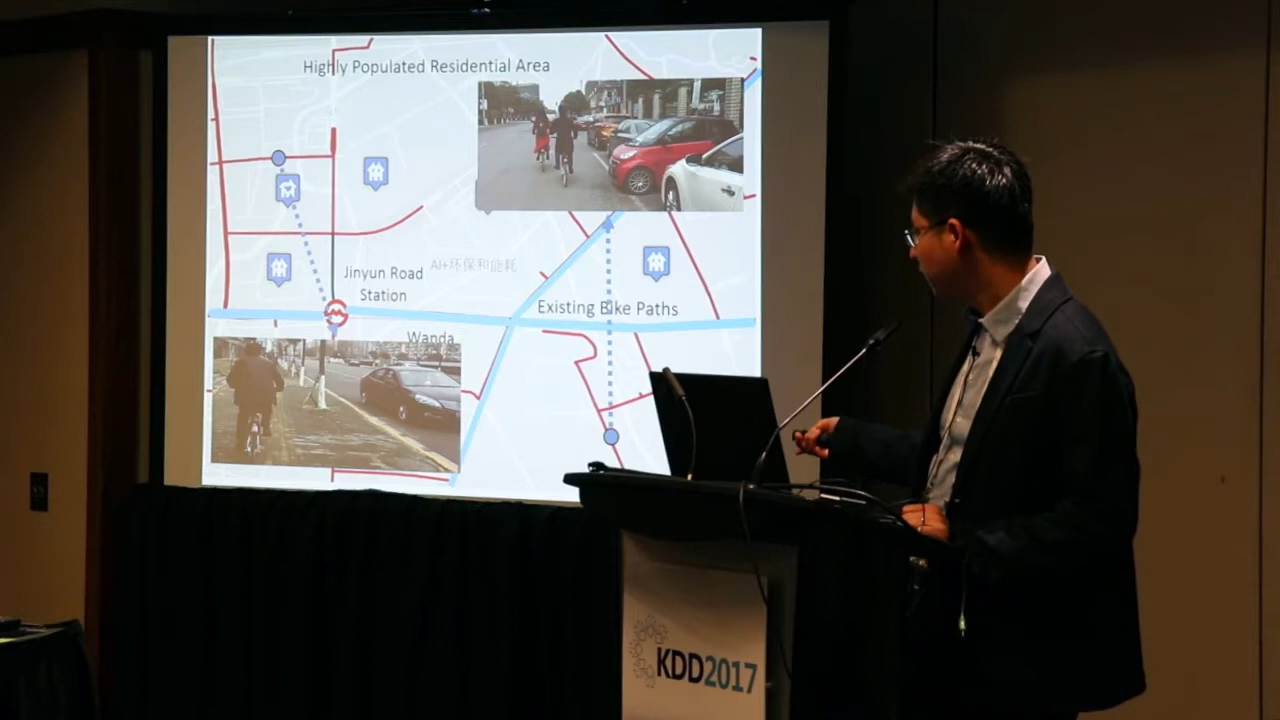 Highly Populated Residential Area
Jinyun Road
Station
AI+环保和能耗
Existing Bike Paths
Wanda
KDD2017